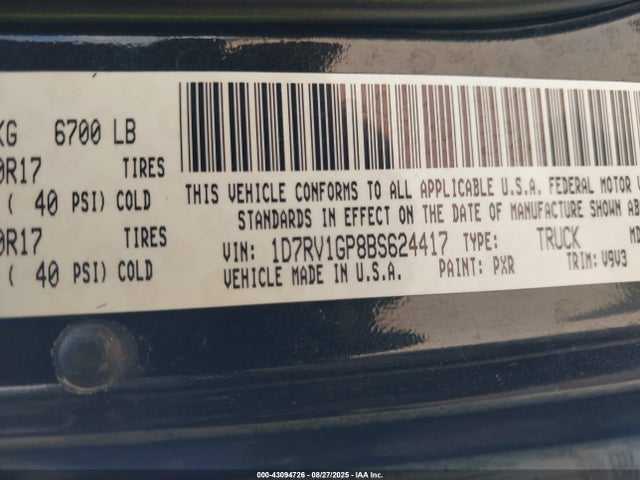 KG 6700 LB
0R17 TIRES
( 40 PSI) COLD
0R17 TIRES
( 40 PSI) COLD
THIS VEHICLE CONFORMS TO ALL APPLICABLE U.S.A. FEDERAL MOTOR
STANDARDS IN EFFECT ON THE DATE OF MANUFACTURE SHOWN ABO
VIN: 1D7RV1GP8BS624417 TYPE: TRUCK MD
VEHICLE MADE IN U.S.A. PAINT: PXR TRIM: V9V3
000-43094726 - 08/27/2025 - IAA Inc.